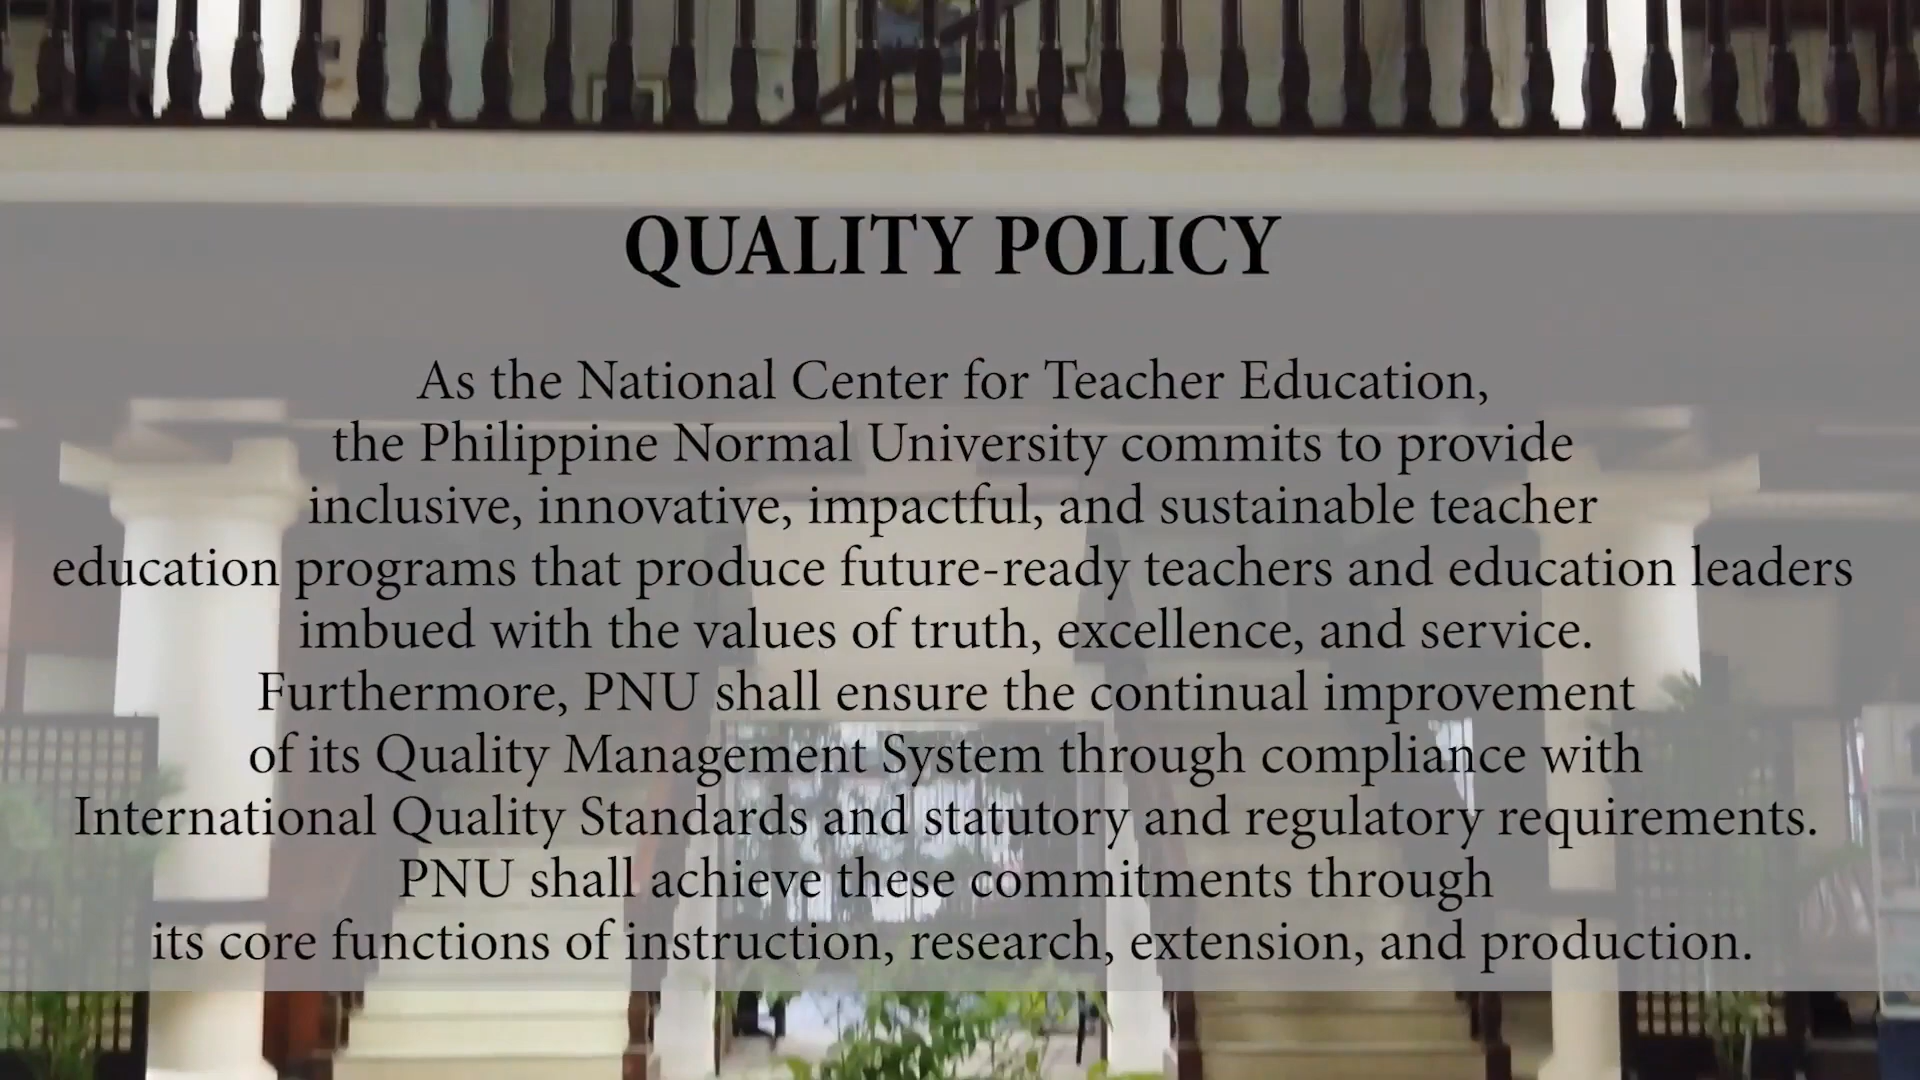 QUALITY POLICY
As the National Center for Teacher Education,
the Philippine Normal University commits to provide
inclusive, innovative, impactful, and sustainable teacher
education programs that produce future-ready teachers and education leaders
imbued with the values of truth, excellence, and service.
Furthermore, PNU shall ensure the continual improvement
of its Quality Management System through compliance with
International Quality Standards and statutory and regulatory requirements.
PNU shall achieve these commitments through
its core functions of instruction, research, extension, and production.